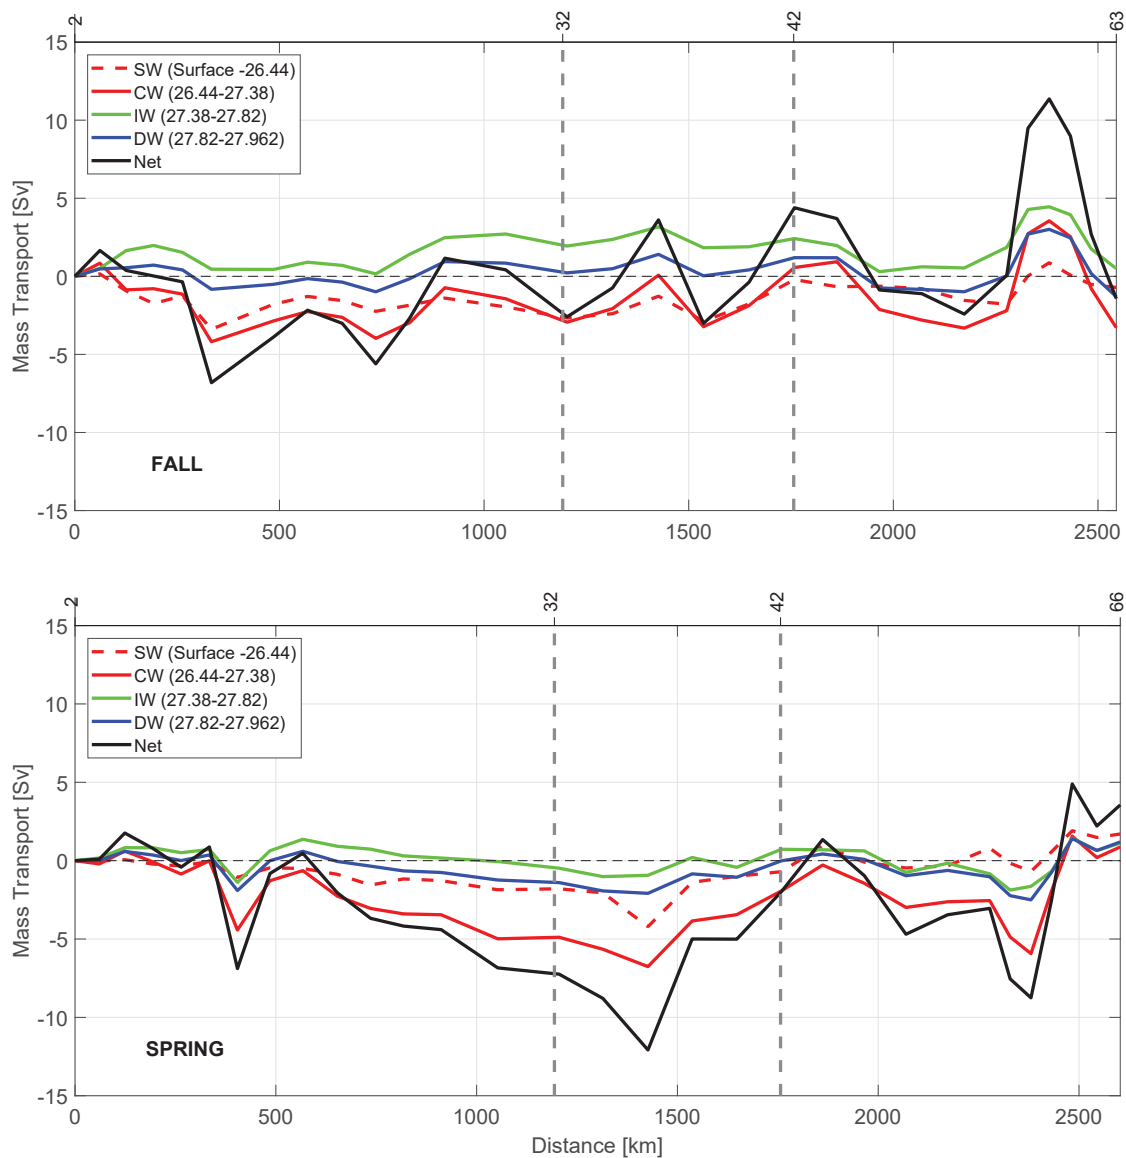 2 32 42 63
15
SW (Surface -26.44)
CW (26.44-27.38)
IW (27.38-27.82)
DW (27.82-27.962)
Net
10
5
0
-5
-10
-15
Mass Transport [Sv]
FALL
0 500 1000 1500 2000 2500
2 32 42 66
15
SW (Surface -26.44)
CW (26.44-27.38)
IW (27.38-27.82)
DW (27.82-27.962)
Net
10
5
0
-5
-10
-15
Mass Transport [Sv]
SPRING
0 500 1000 1500 2000 2500
Distance [km]